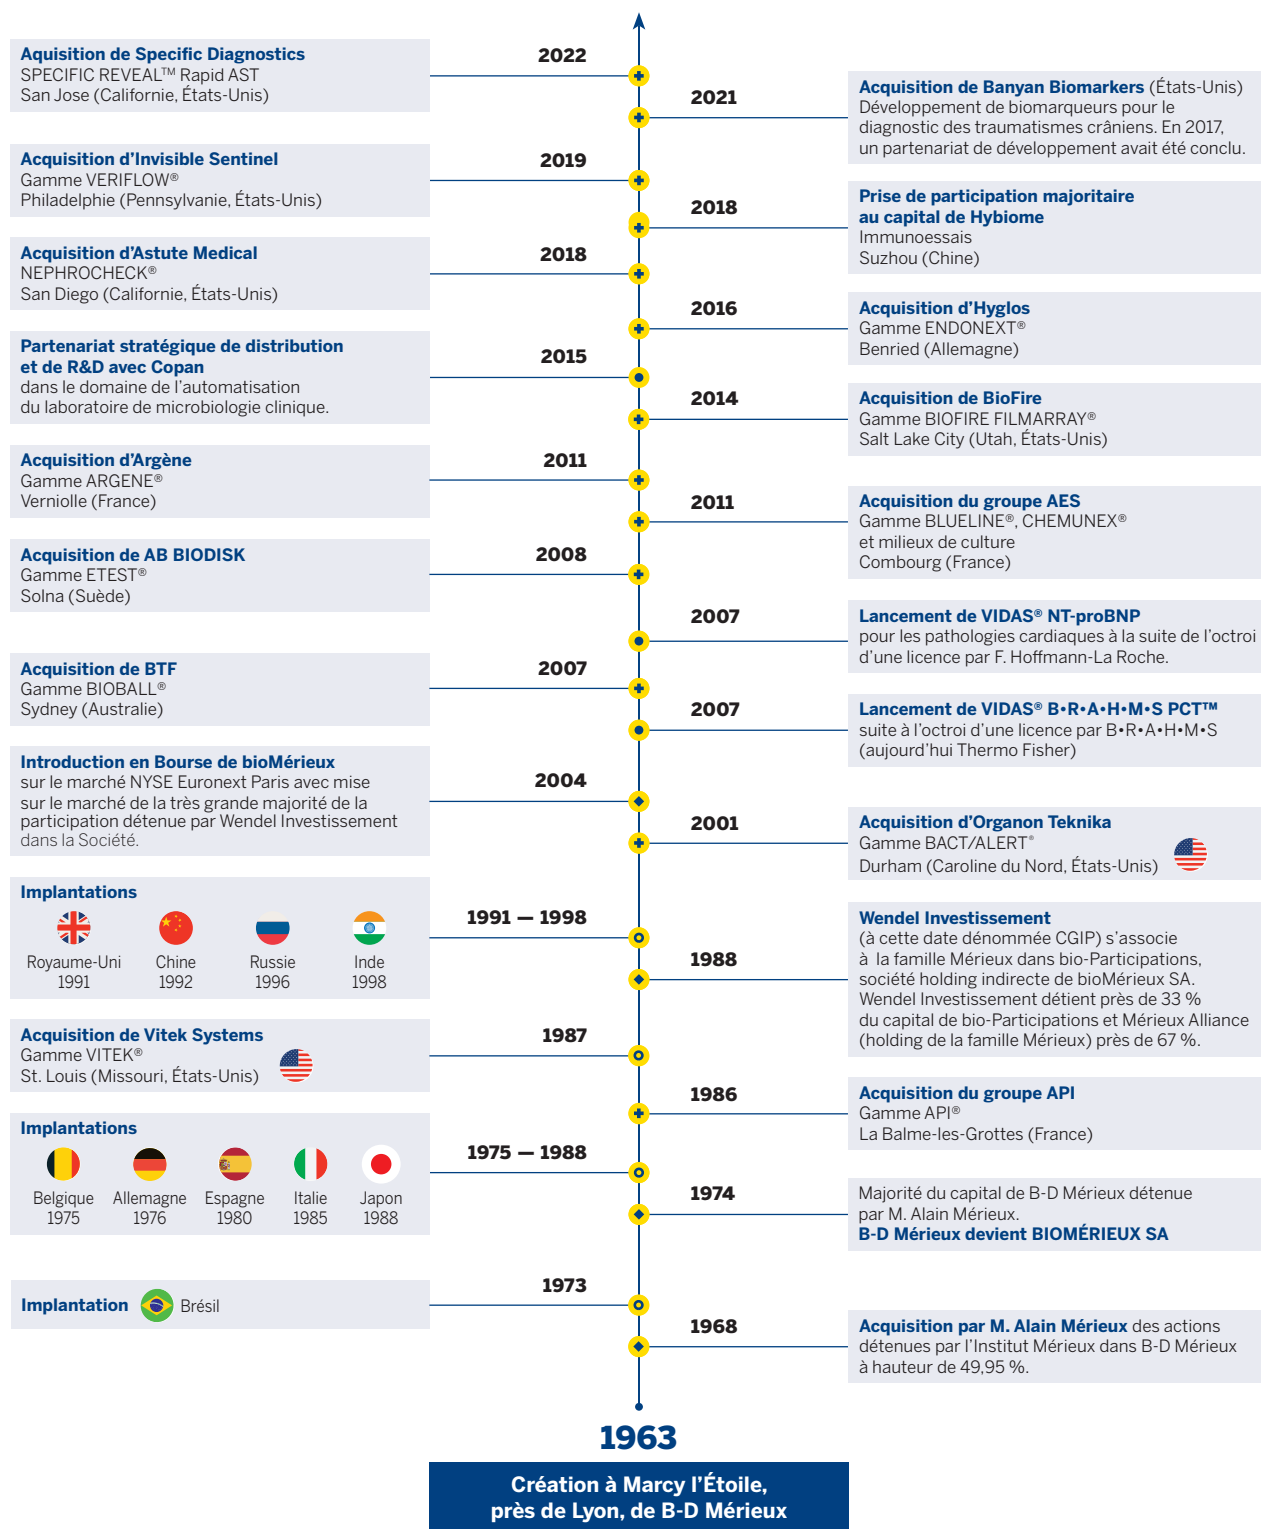 2022
Aquisition de Specific Diagnostics
SPECIFIC REVEAL™ Rapid AST
San Jose (Californie, États-Unis)
2021
Acquisition de Banyan Biomarkers (États-Unis)
Développement de biomarqueurs pour le
diagnostic des traumatismes crâniens. En 2017,
un partenariat de développement avait été conclu.
2019
Acquisition d'Invisible Sentinel
Gamme VERIFLOW®
Philadelphie (Pennsylvanie, États-Unis)
2018
Prise de participation majoritaire
au capital de Hybiome
Immunoessais
Suzhou (Chine)
2018
Acquisition d'Astute Medical
NEPHROCHECK®
San Diego (Californie, États-Unis)
2016
Acquisition d'Hyglos
Gamme ENDONEXT®
Benried (Allemagne)
2015
Partenariat stratégique de distribution
et de R&D avec Copan
dans le domaine de l'automatisation
du laboratoire de microbiologie clinique.
2014
Acquisition de BioFire
Gamme BIOFIRE FILMARRAY®
Salt Lake City (Utah, États-Unis)
2011
Acquisition d'Argène
Gamme ARGENE®
Verniolle (France)
2011
Acquisition du groupe AES
Gamme BLUELINE®, CHEMUNEX®
et milieux de culture
Combourg (France)
2008
Acquisition de AB BIODISK
Gamme ETEST®
Solna (Suède)
2007
Lancement de VIDAS® NT-proBNP
pour les pathologies cardiaques à la suite de l'octroi
d'une licence par F. Hoffmann-La Roche.
2007
Acquisition de BTF
Gamme BIOBALL®
Sydney (Australie)
2007
Lancement de VIDAS® B•R•A•H•M•S PCT™
suite à l'octroi d'une licence par B•R•A•H•M•S
(aujourd'hui Thermo Fisher)
2004
Introduction en Bourse de bioMérieux
sur le marché NYSE Euronext Paris avec mise
sur le marché de la très grande majorité de la
participation détenue par Wendel Investissement
dans la Société.
2001
Acquisition d'Organon Teknika
Gamme BACT/ALERT®
Durham (Caroline du Nord, États-Unis)
1991 — 1998
Implantations
Royaume-Uni Chine Russie Inde
1991 1992 1996 1998
1988
Wendel Investissement
(à cette date dénommée CGIP) s'associe
à la famille Mérieux dans bio-Participations,
société holding indirecte de bioMérieux SA.
Wendel Investissement détient près de 33 %
du capital de bio-Participations et Mérieux Alliance
(holding de la famille Mérieux) près de 67 %.
1987
Acquisition de Vitek Systems
Gamme VITEK®
St. Louis (Missouri, États-Unis)
1986
Acquisition du groupe API
Gamme API®
La Balme-les-Grottes (France)
1975 — 1988
Implantations
Belgique Allemagne Espagne Italie Japon
1975 1976 1980 1985 1988
1974
Majorité du capital de B-D Mérieux détenue
par M. Alain Mérieux.
B-D Mérieux devient BIOMÉRIEUX SA
1973
Implantation Brésil
1968
Acquisition par M. Alain Mérieux des actions
détenues par l'Institut Mérieux dans B-D Mérieux
à hauteur de 49,95 %.
1963
Création à Marcy l'Étoile,
près de Lyon, de B-D Mérieux